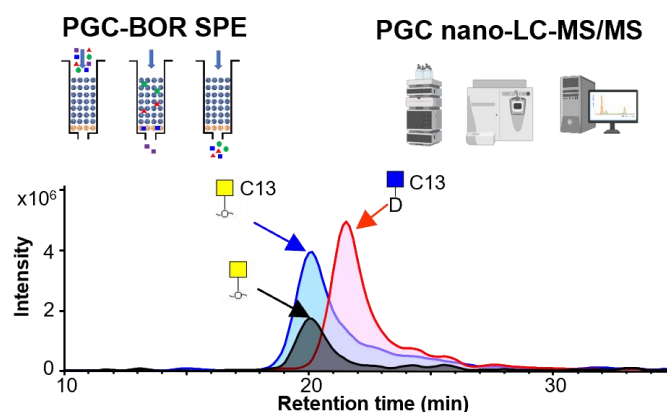 PGC-BOR SPE
PGC nano-LC-MS/MS
x10⁶
C13
C13
D
Intensity
4
2
0
10
20
30
Retention time (min)